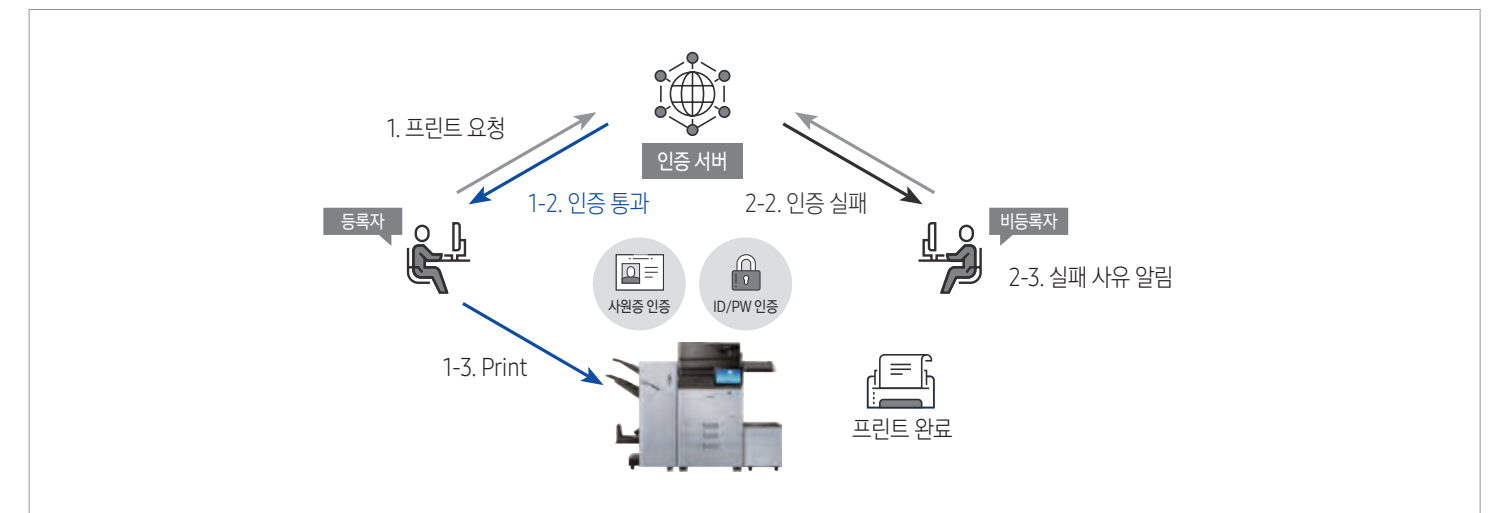 1. 프린트 요청
인증 서버
1-2. 인증 통과
2-2. 인증 실패
등록자
비등록자
2-3. 실패 사유 알림
사원증 인증
ID/PW 인증
1-3. Print
프린트 완료